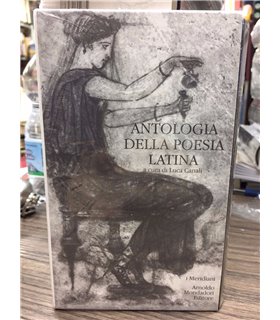 ANTOLOGIA
DELLA POESIA
LATINA
a cura di Luca Canali
i Meridiani
Arnoldo
Mondadori
Editore